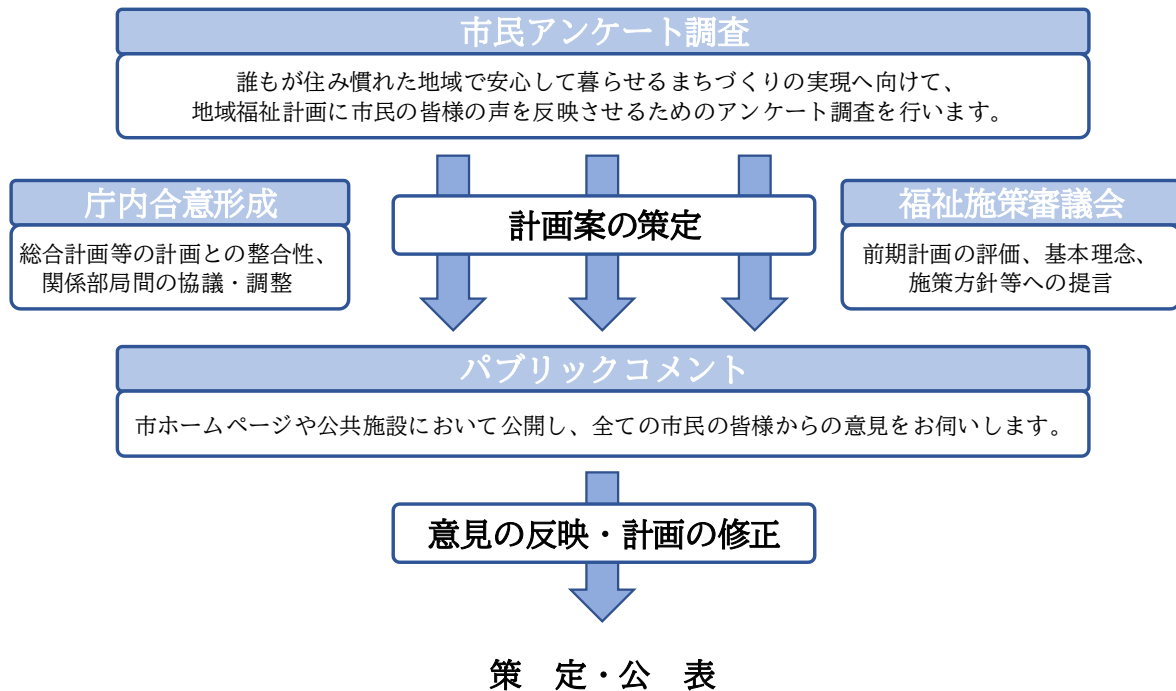 市民アンケート調査
誰もが住み慣れた地域で安心して暮らせるまちづくりの実現へ向けて、
地域福祉計画に市民の皆様の声を反映させるためのアンケート調査を行います。
庁内合意形成
総合計画等の計画との整合性、
関係部局間の協議・調整
計画案の策定
福祉施策審議会
前期計画の評価、基本理念、
施策方針等への提言
パブリックコメント
市ホームページや公共施設において公開し、全ての市民の皆様からの意見をお伺いします。
意見の反映・計画の修正
策　定・公　表